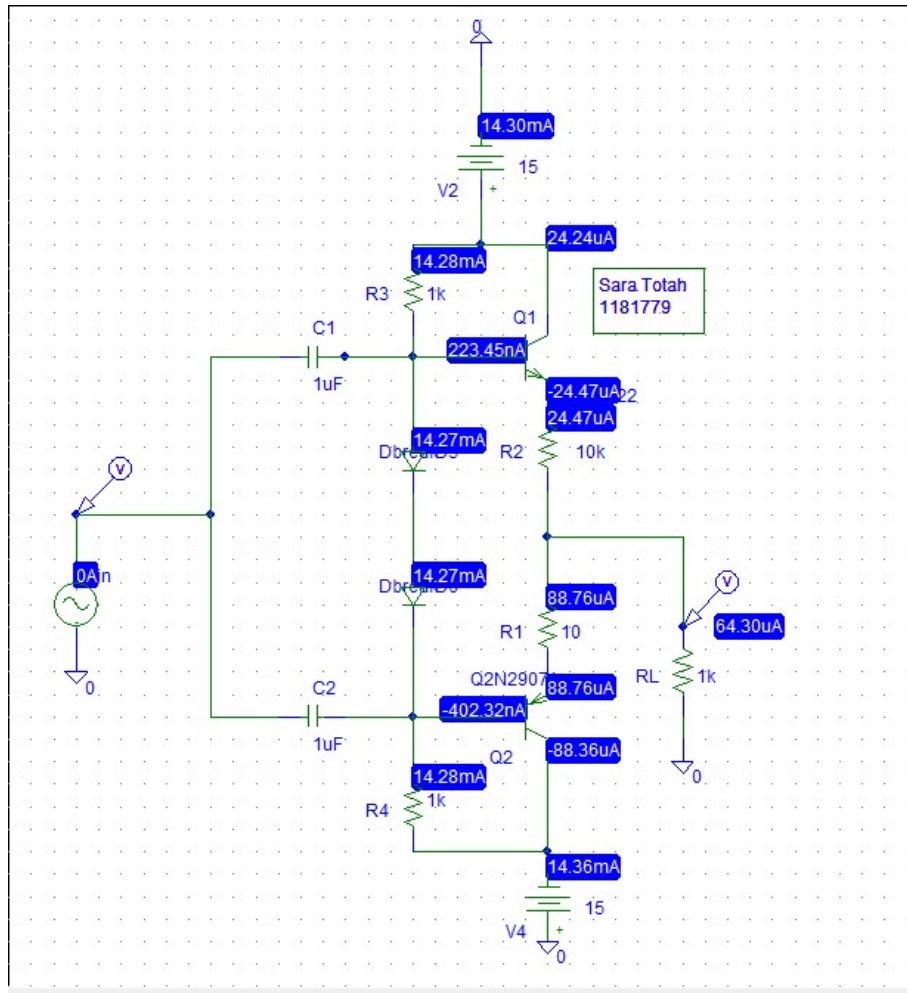 0
14.30mA
15
V2
+
24.24uA
14.28mA
R3
1k
Sara Totah
1181779
Q1
C1
223.45nA
1uF
-24.47uA
22
24.47uA
14.27mA
R2
10k
V
14.27mA
0A
in
88.76uA
V
R1
10
64.30uA
Q2N2907
C2
88.76uA
RL
1k
0
-402.32nA
1uF
Q2
-88.36uA
14.28mA
1k
R4
0
14.36mA
15
V4
+
0